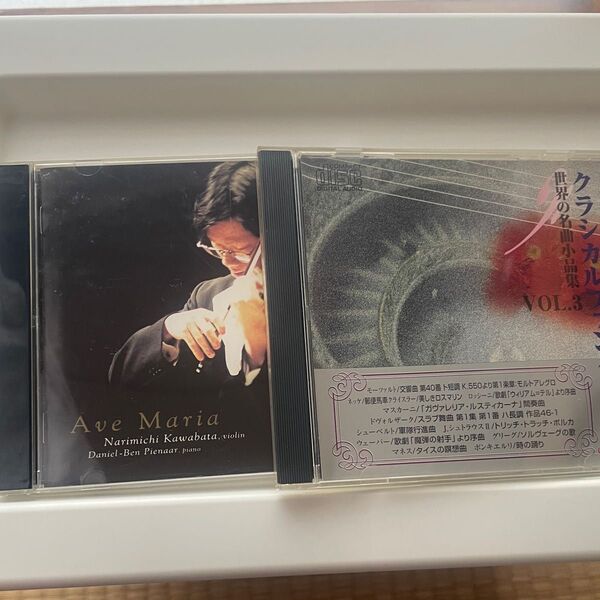 Ave Maria
Narimichi Kawabata, violin
Daniel-Ben Pienaar, piano
COMPACT
disc
DIGITAL AUDIO
世界の名曲小品集
VOL.3
モーツァルト/交響曲 第40番 ト短調 K.550より第1楽章:モルトアレグロ
ネッケ/郵便馬車クライスラー/美しきロスマリン ロッシーニ/歌劇「ウィリアム=テル」より序曲
マスカーニ/「ガヴァレリア・ルスティカーナ」間奏曲
ドヴォルザーク/スラブ舞曲 第1集 第1番 ハ長調 作品46-1
シューベルト/軍隊行進曲 J.シュトラウスⅡ/トリッチ・トラッチ・ポルカ
ウェーバー/歌劇「魔弾の射手」より序曲 グリーグ/ソルヴェーグの歌
マネス/タイスの瞑想曲 ポンキエルリ/時の踊り